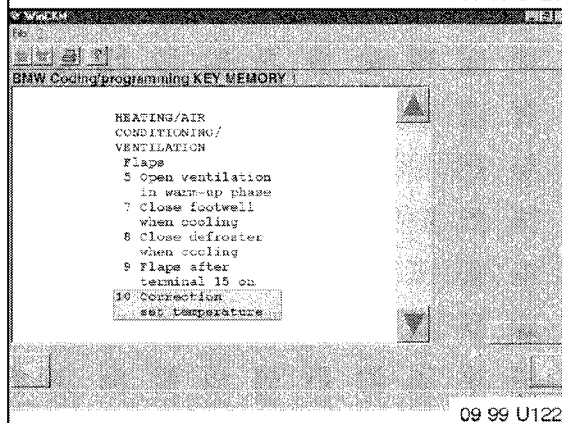 WinCKM
BMW Coding/programming KEY MEMORY
HEATING/AIR
CONDITIONING/
VENTILATION
Flaps
5 Open ventilation
in warm-up phase
7 Close footwell
when cooling
8 Close defroster
when cooling
9 Flaps after
terminal 15 on
10 Correction
set temperature
09 99 U122